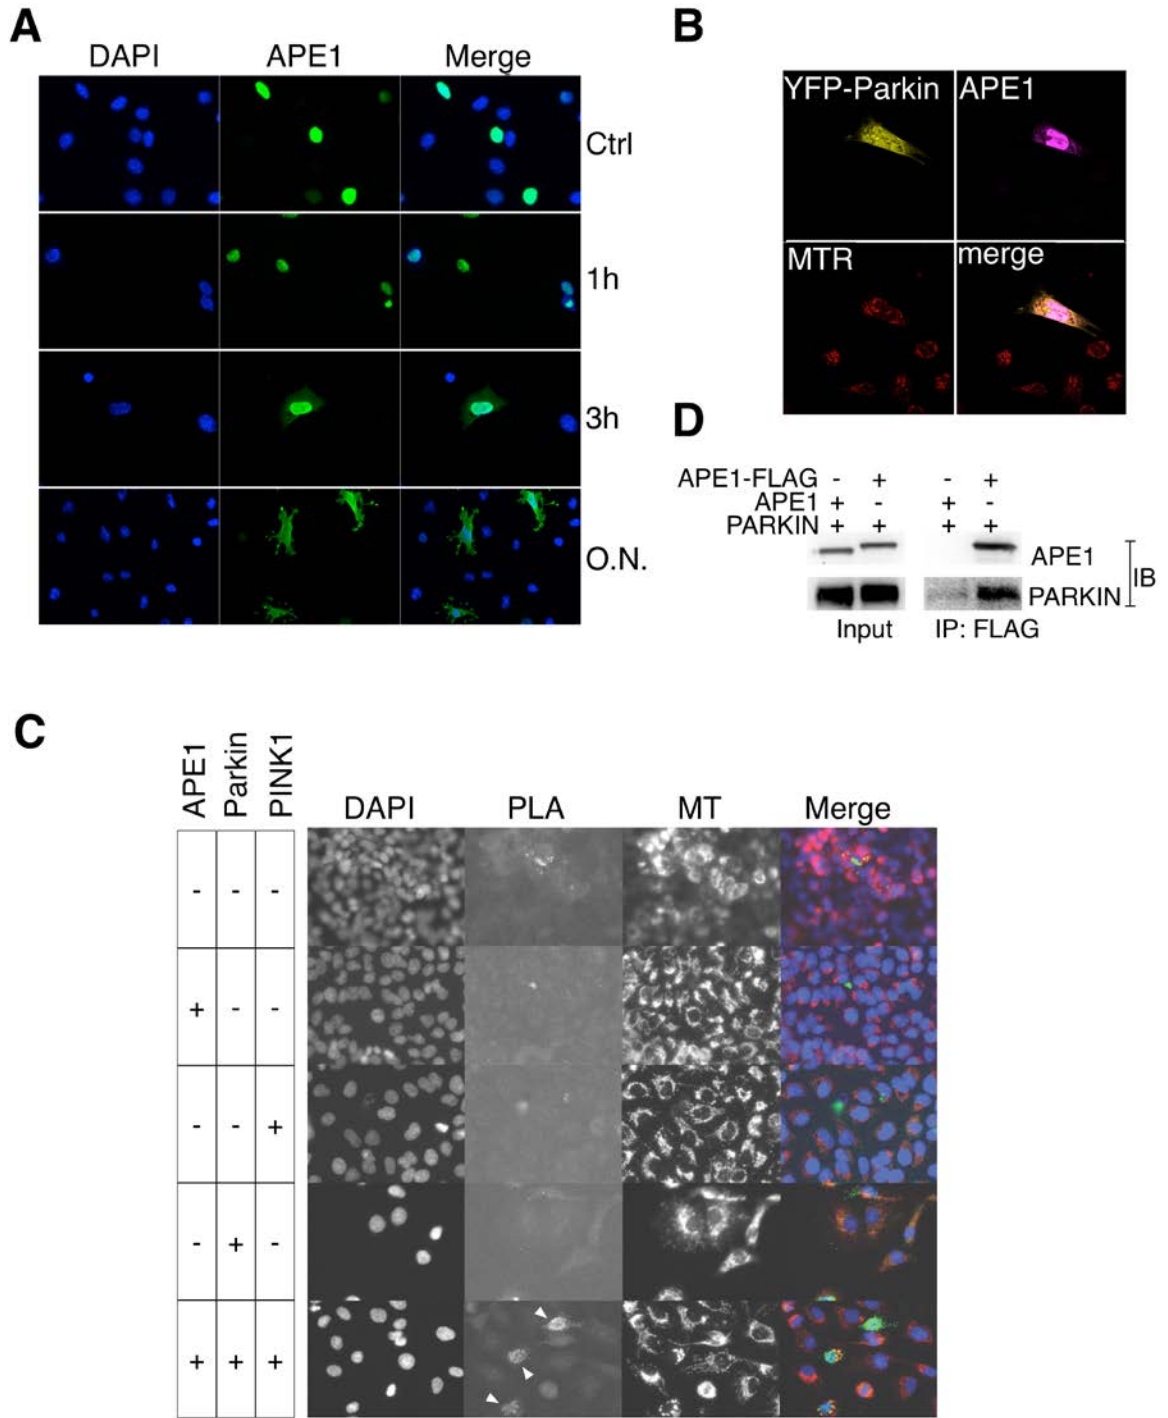 A
DAPI APE1 Merge
Ctrl
1h
3h
O.N.
B
YFP-Parkin APE1
MTR merge
D
APE1-FLAG - + - +
APE1 + - + -
PARKIN + + + +
APE1
PARKIN
IB
Input IP: FLAG
C
APE1 Parkin PINK1 DAPI PLA MT Merge
- - -
+ - -
- - +
- + -
+ + +